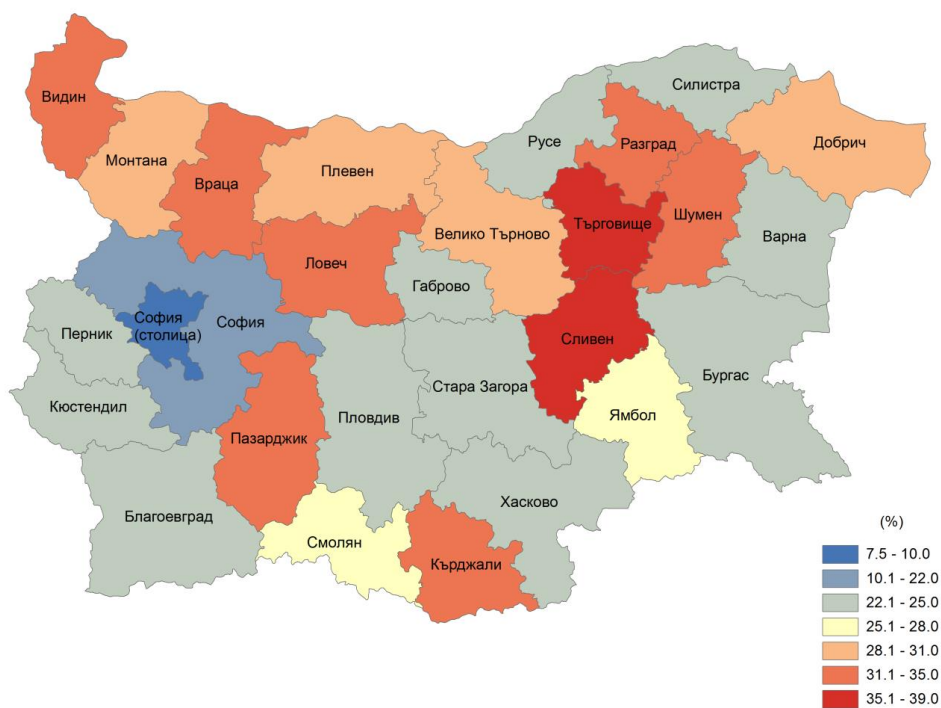 Видин
Монтана
Враца
Плевен
Велико Търново
Русе
Силистра
Разград
Добрич
Търговище
Шумен
Варна
Ловеч
Габрово
София
(столица)
София
Перник
Кюстендил
Сливен
Стара Загора
Бургас
Ямбол
Пловдив
Пазарджик
Благоевград
Хасково
Смолян
Кърджали
(%)
7.5 - 10.0
10.1 - 22.0
22.1 - 25.0
25.1 - 28.0
28.1 - 31.0
31.1 - 35.0
35.1 - 39.0